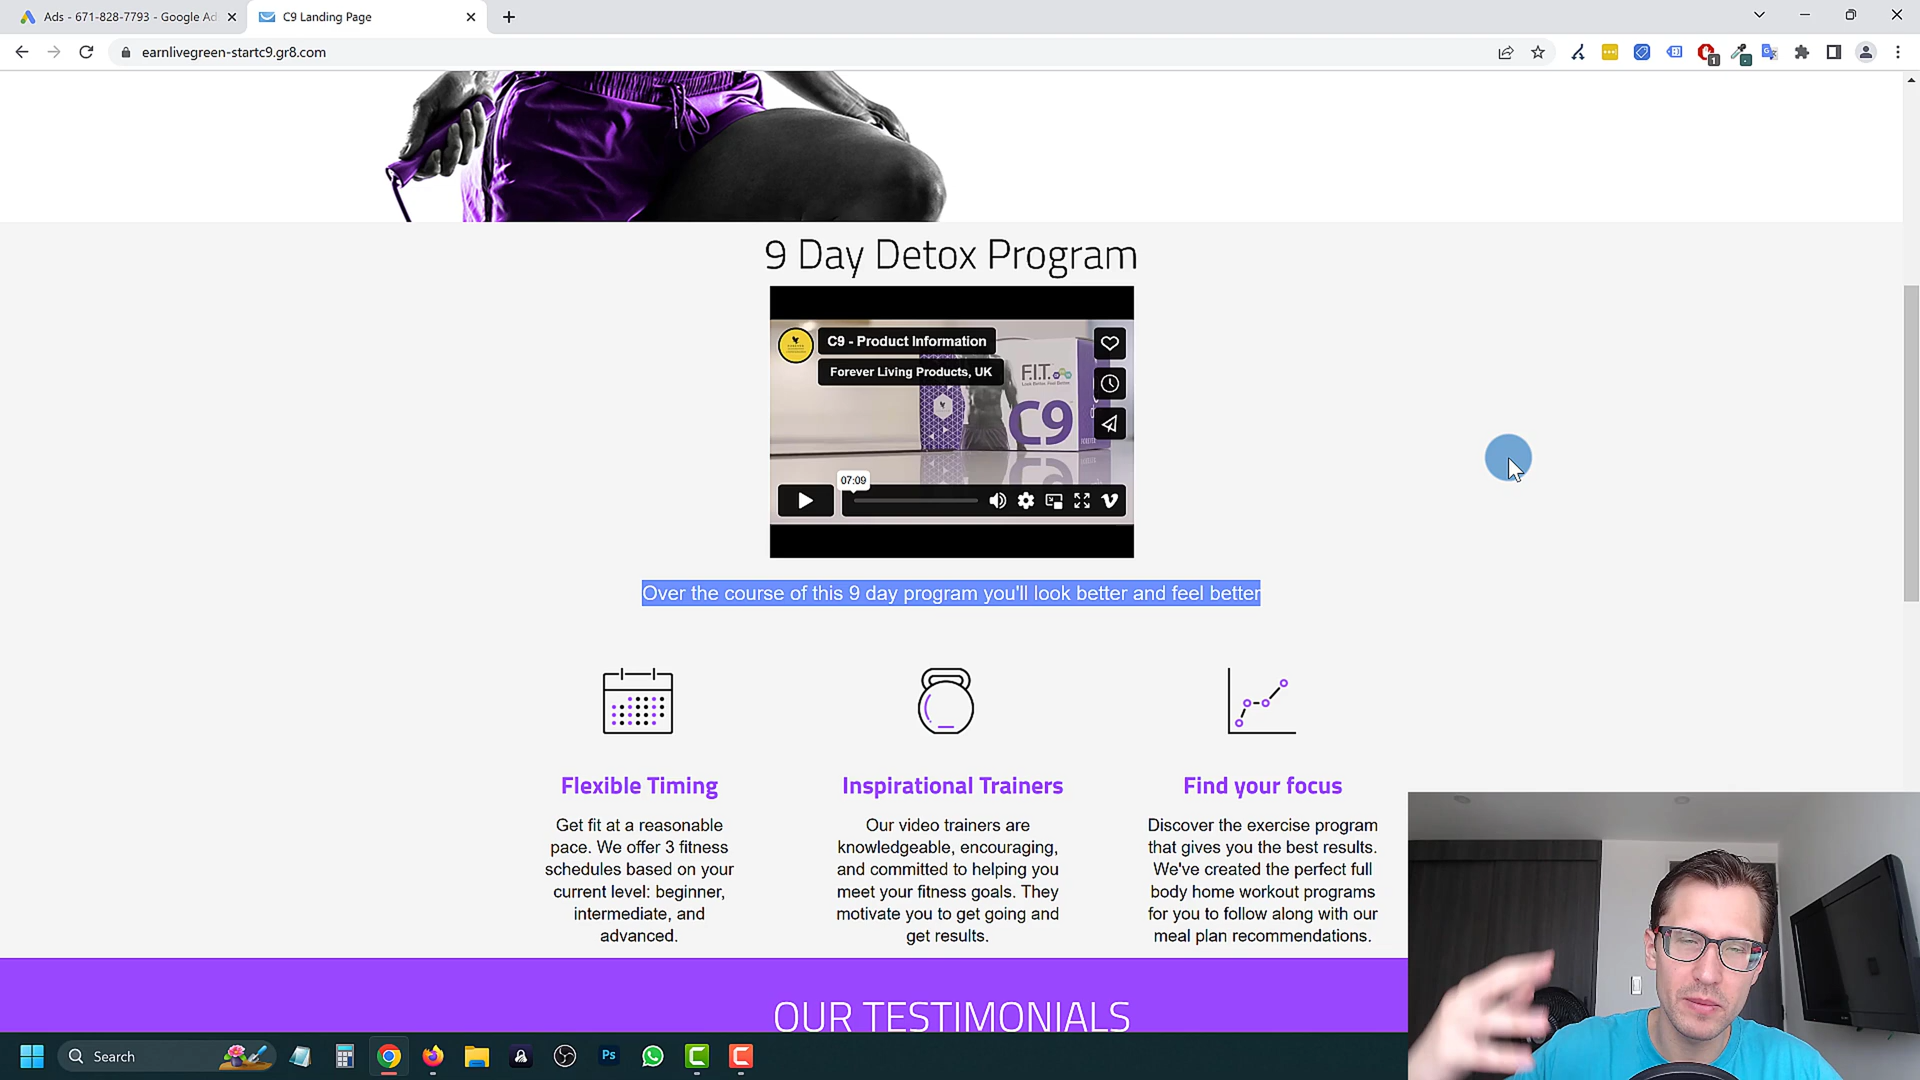 Ads - 671-828-7793 - Google Ad
C9 Landing Page
earnlivegreen-startc9.gr8.com
1
9 Day Detox Program
C9 - Product Information
Forever Living Products, UK
F.I.T.
C9
07:09
Over the course of this 9 day program you'll look better and feel better
Flexible Timing
Get fit at a reasonable
pace. We offer 3 fitness
schedules based on your
current level: beginner,
intermediate, and
advanced.
Inspirational Trainers
Our video trainers are
knowledgeable, encouraging,
and committed to helping you
meet your fitness goals. They
motivate you to get going and
get results.
Find your focus
Discover the exercise program
that gives you the best results.
We've created the perfect full
body home workout programs
for you to follow along with our
meal plan recommendations.
OUR TESTIMONIALS
Search
Ps